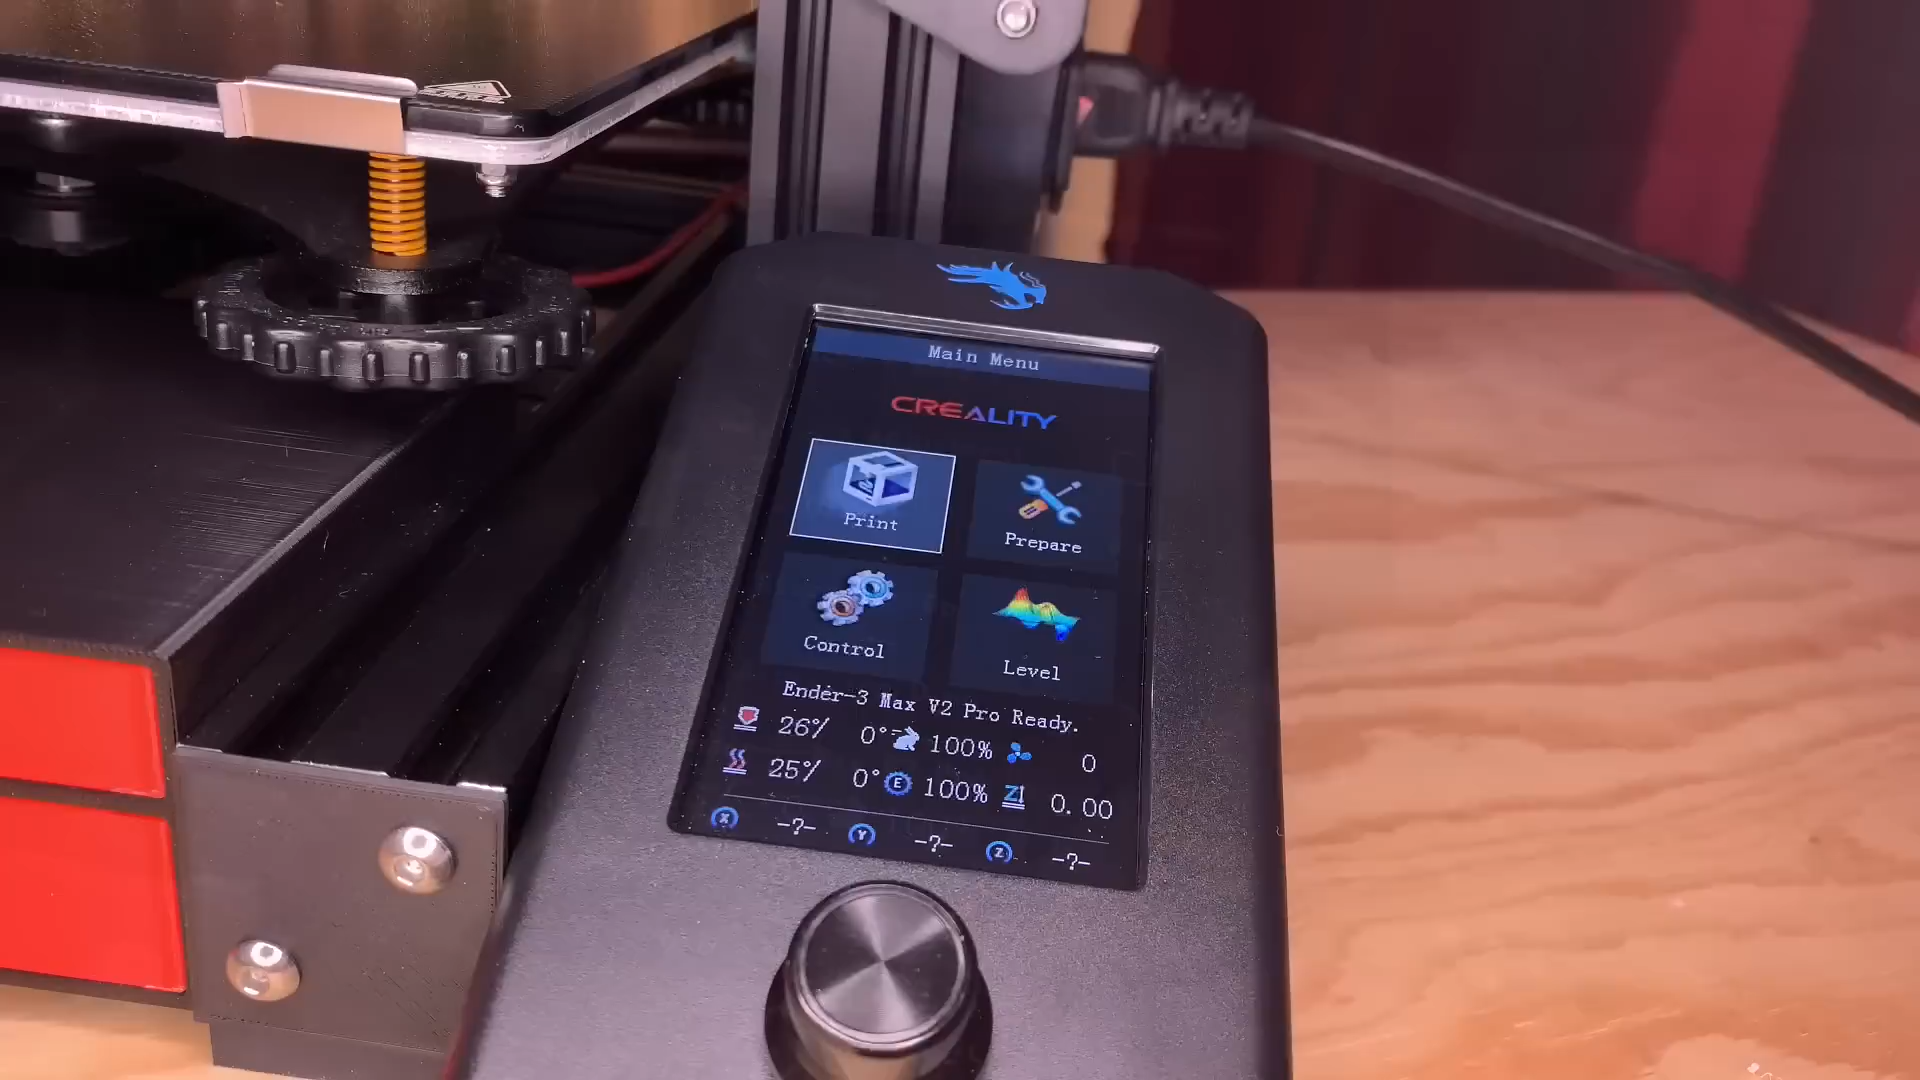 Main Menu
CREALITY
Print
Prepare
Control
Level
Ender-3 Max V2 Pro Ready.
26°/ 0° 100% 0
25°/ 0° E 100% Z 0.00
X -?- Y -?- Z -?-